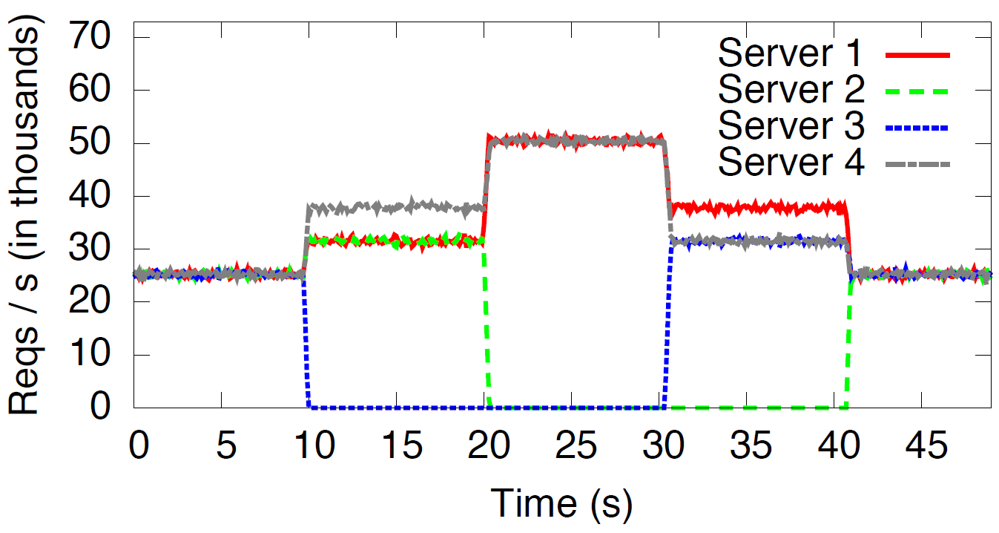 Reqs / s (in thousands)
70
60
50
40
30
20
10
0
Server 1
Server 2
Server 3
Server 4
0 5 10 15 20 25 30 35 40 45
Time (s)